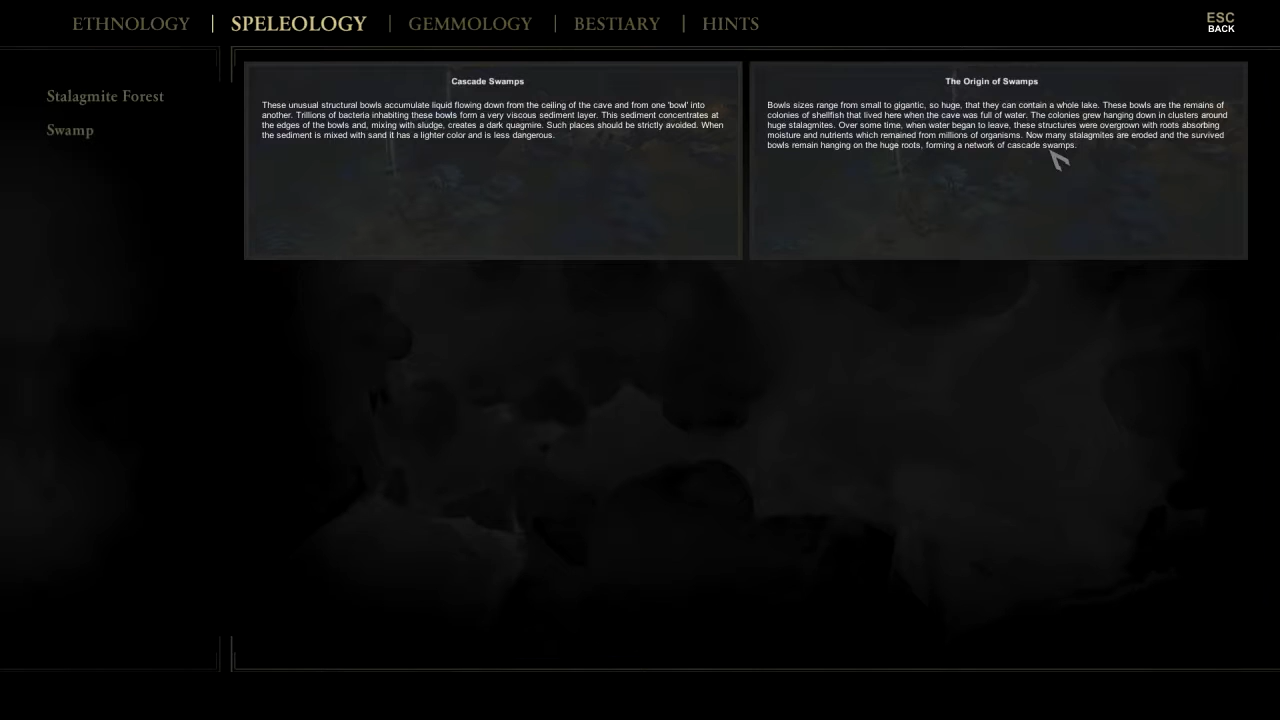 ETHNOLOGY | SPELEOLOGY | GEMMOLOGY | BESTIARY | HINTS
ESC
BACK
Stalagmite Forest
Swamp
Cascade Swamps
These unusual structural bowls accumulate liquid flowing down from the ceiling of the cave and from one 'bowl' into
another. Trillions of bacteria inhabiting these bowls form a very viscous sediment layer. This sediment concentrates at
the edges of the bowls and, mixing with sludge, creates a dark quagmire. Such places should be strictly avoided. When
the sediment is mixed with sand it has a lighter color and is less dangerous.
The Origin of Swamps
Bowls sizes range from small to gigantic, so huge, that they can contain a whole lake. These bowls are the remains of
colonies of shellfish that lived here when the cave was full of water. The colonies grew hanging down in clusters around
huge stalagmites. Over some time, when water began to leave, these structures were overgrown with roots absorbing
moisture and nutrients which remained from millions of organisms. Now many stalagmites are eroded and the survived
bowls remain hanging on the huge roots, forming a network of cascade swamps.